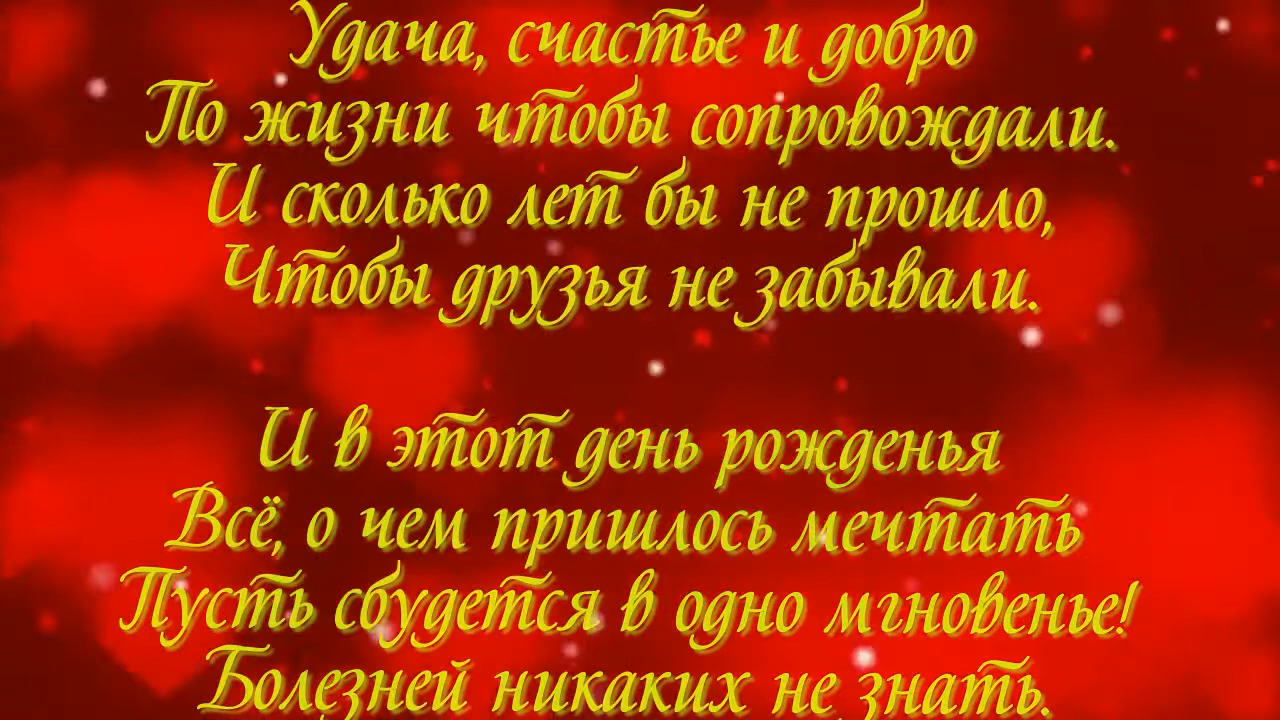 Удача, счастье и добро
По жизни чтобы сопровождали.
И сколько лет бы не прошло,
Чтобы друзья не забывали.
И в этот день рожденья
Всё, о чем пришлось мечтать
Пусть сбудется в одно мгновенье!
Болезней никаких не знать.